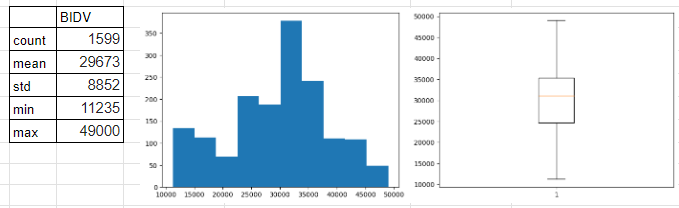 BIDV
count 1599
mean 29673
std 8852
min 11235
max 49000
350
300
250
200
150
100
50
0
10000 15000 20000 25000 30000 35000 40000 45000 50000
50000
45000
40000
35000
30000
25000
20000
15000
10000
1